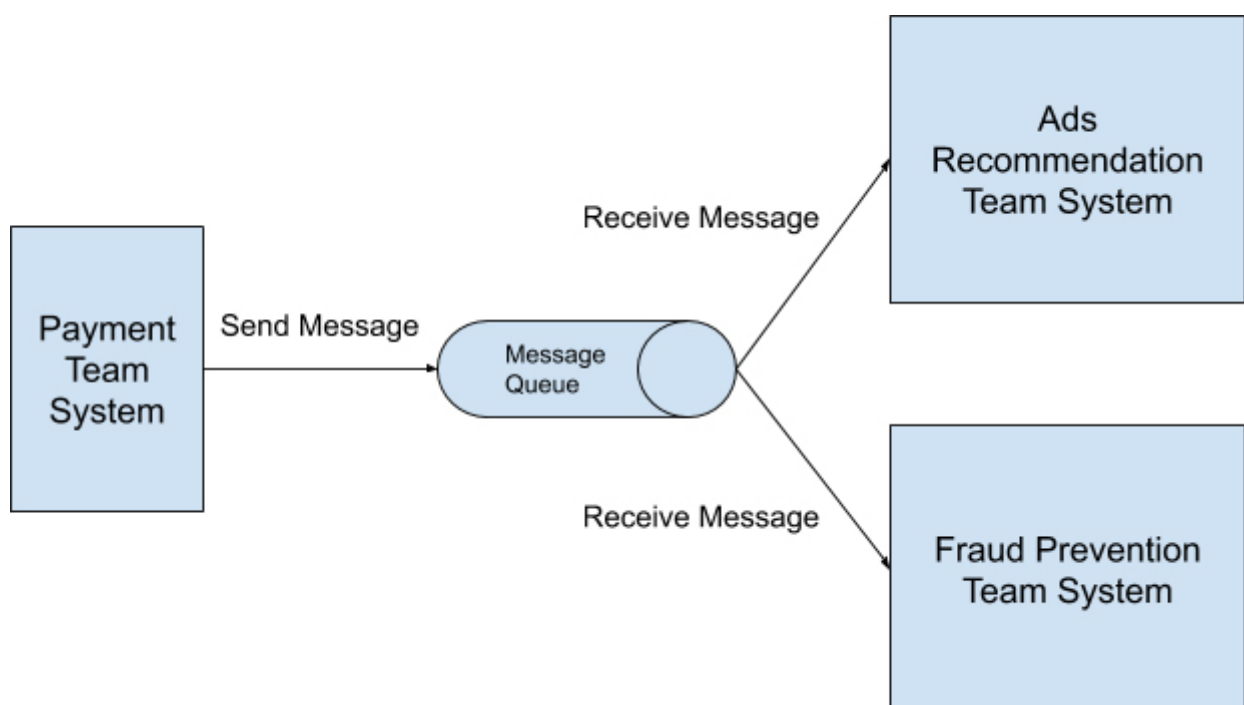 Payment
Team
System
Send Message
Message
Queue
Receive Message
Ads
Recommendation
Team System
Receive Message
Fraud Prevention
Team System